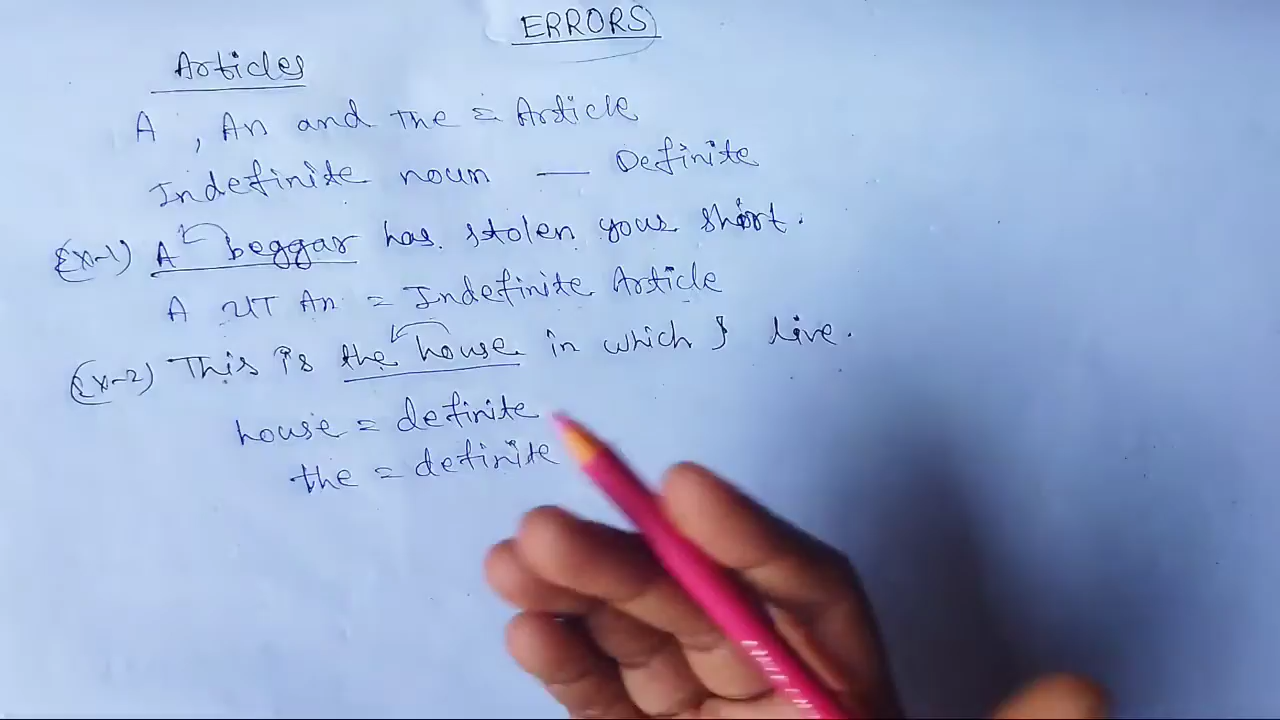 ERRORS
Articles
A, An and The = Article
Indefinite noun — Definite
Ex-1) A beggar has stolen your shirt.
A या An = Indefinite Article
Ex-2) This is the house in which I live.
house = definite
the = definite